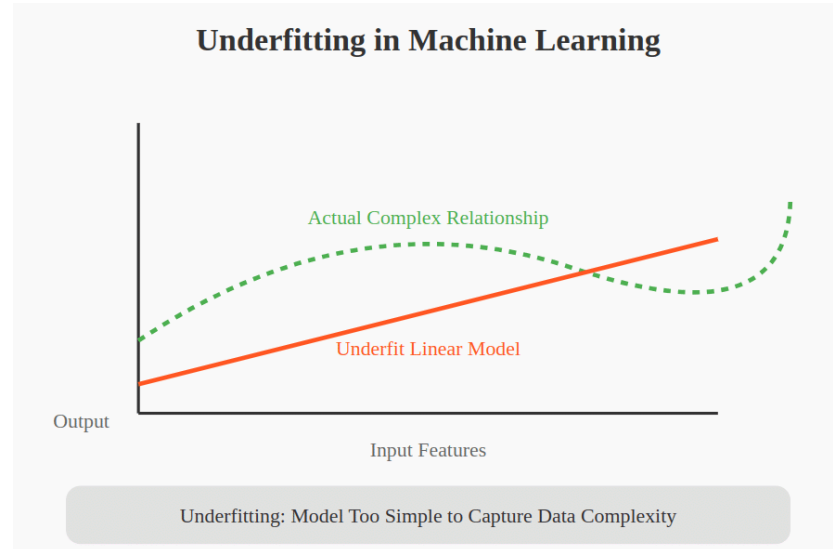 Underfitting in Machine Learning
Actual Complex Relationship
Underfit Linear Model
Output
Input Features
Underfitting: Model Too Simple to Capture Data Complexity